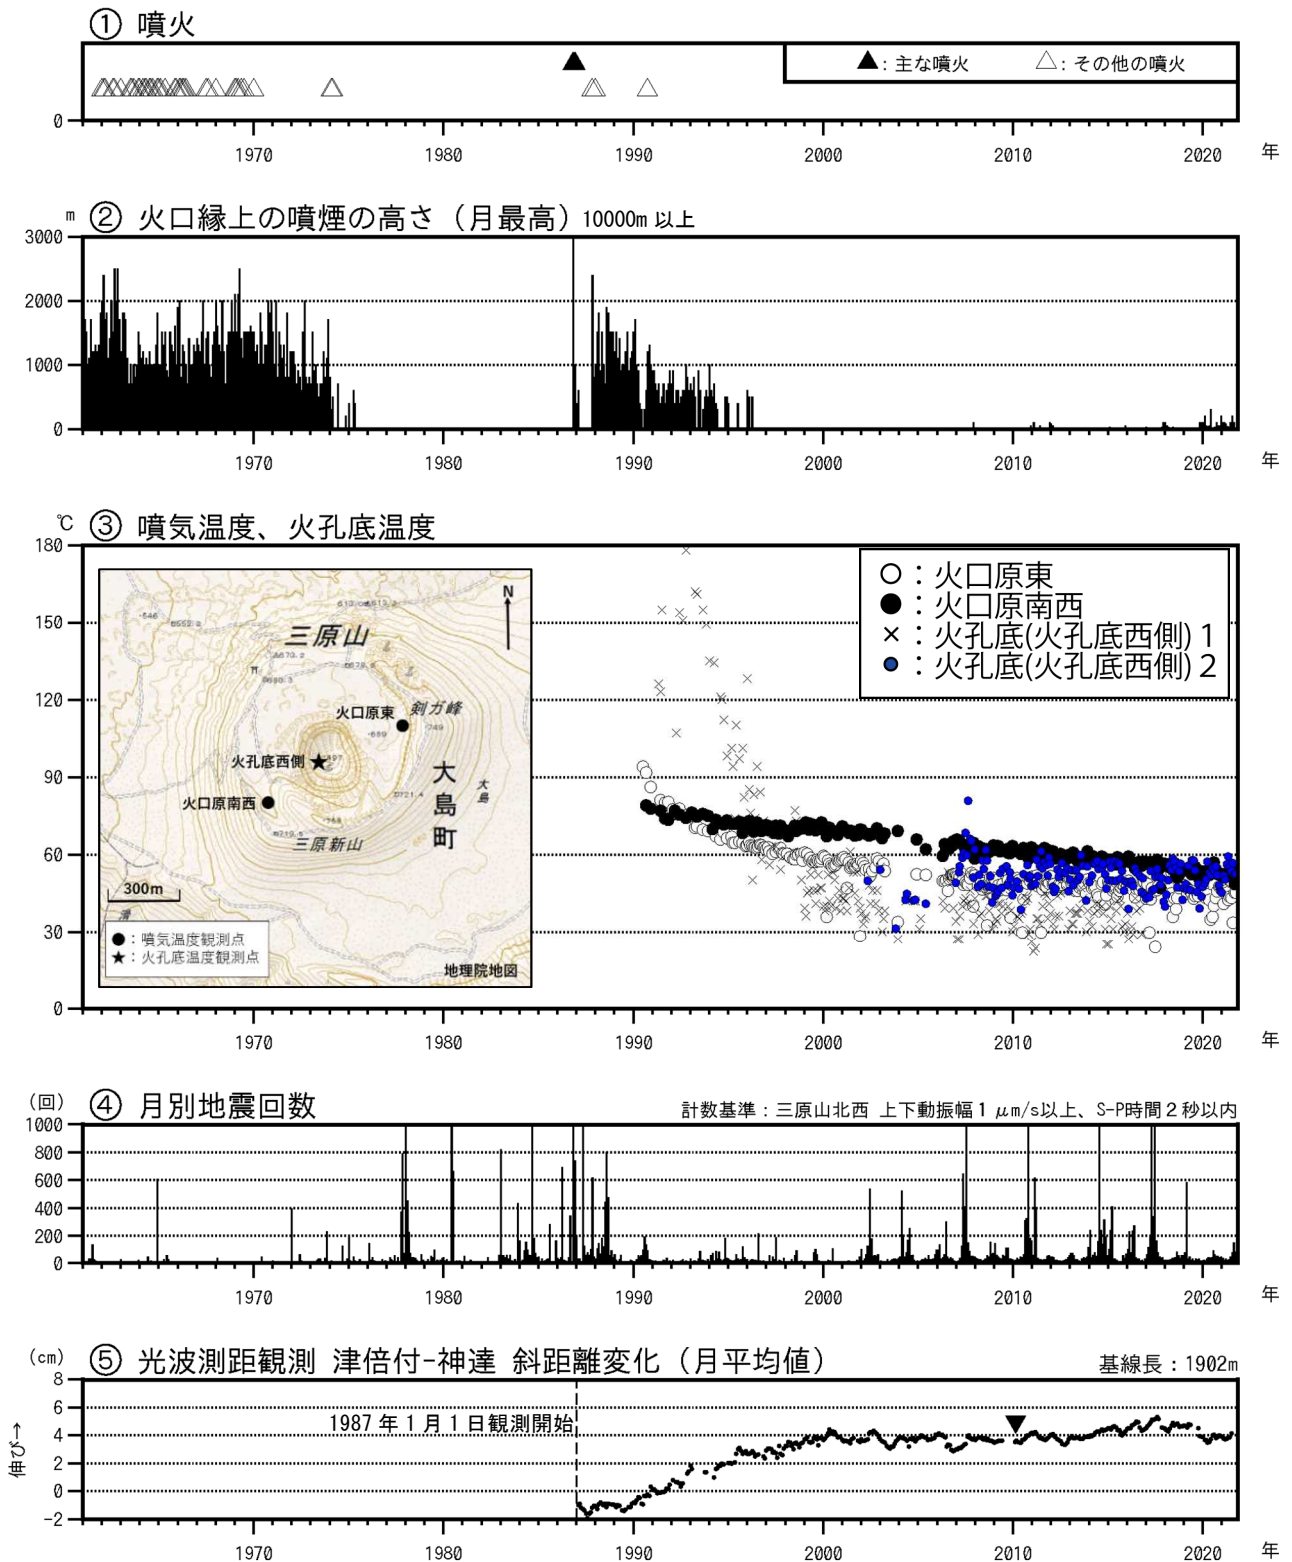 ① 噴火
▲：主な噴火 △：その他の噴火
0
1970 1980 1990 2000 2010 2020 年
m ② 火口縁上の噴煙の高さ（月最高）10000m 以上
3000
2000
1000
0
1970 1980 1990 2000 2010 2020 年
℃ ③ 噴気温度、火孔底温度
180
150
120
90
60
30
0
○：火口原東
●：火口原南西
×：火孔底(火孔底西側)１
●：火孔底(火孔底西側)２
N
三原山
火口原東
剣ガ峰
749
火孔底西側
火口原南西
大島町
大島
三原新山
300m
●：噴気温度観測点
★：火孔底温度観測点
地理院地図
1970 1980 1990 2000 2010 2020 年
（回） ④ 月別地震回数
計数基準：三原山北西 上下動振幅１μm/s以上、S-P時間２秒以内
1000
800
600
400
200
0
1970 1980 1990 2000 2010 2020 年
（cm） ⑤ 光波測距観測 津倍付-神達 斜距離変化（月平均値）
基線長：1902m
8
6
4
2
0
-2
伸び→
1987年１月１日観測開始
1970 1980 1990 2000 2010 2020 年